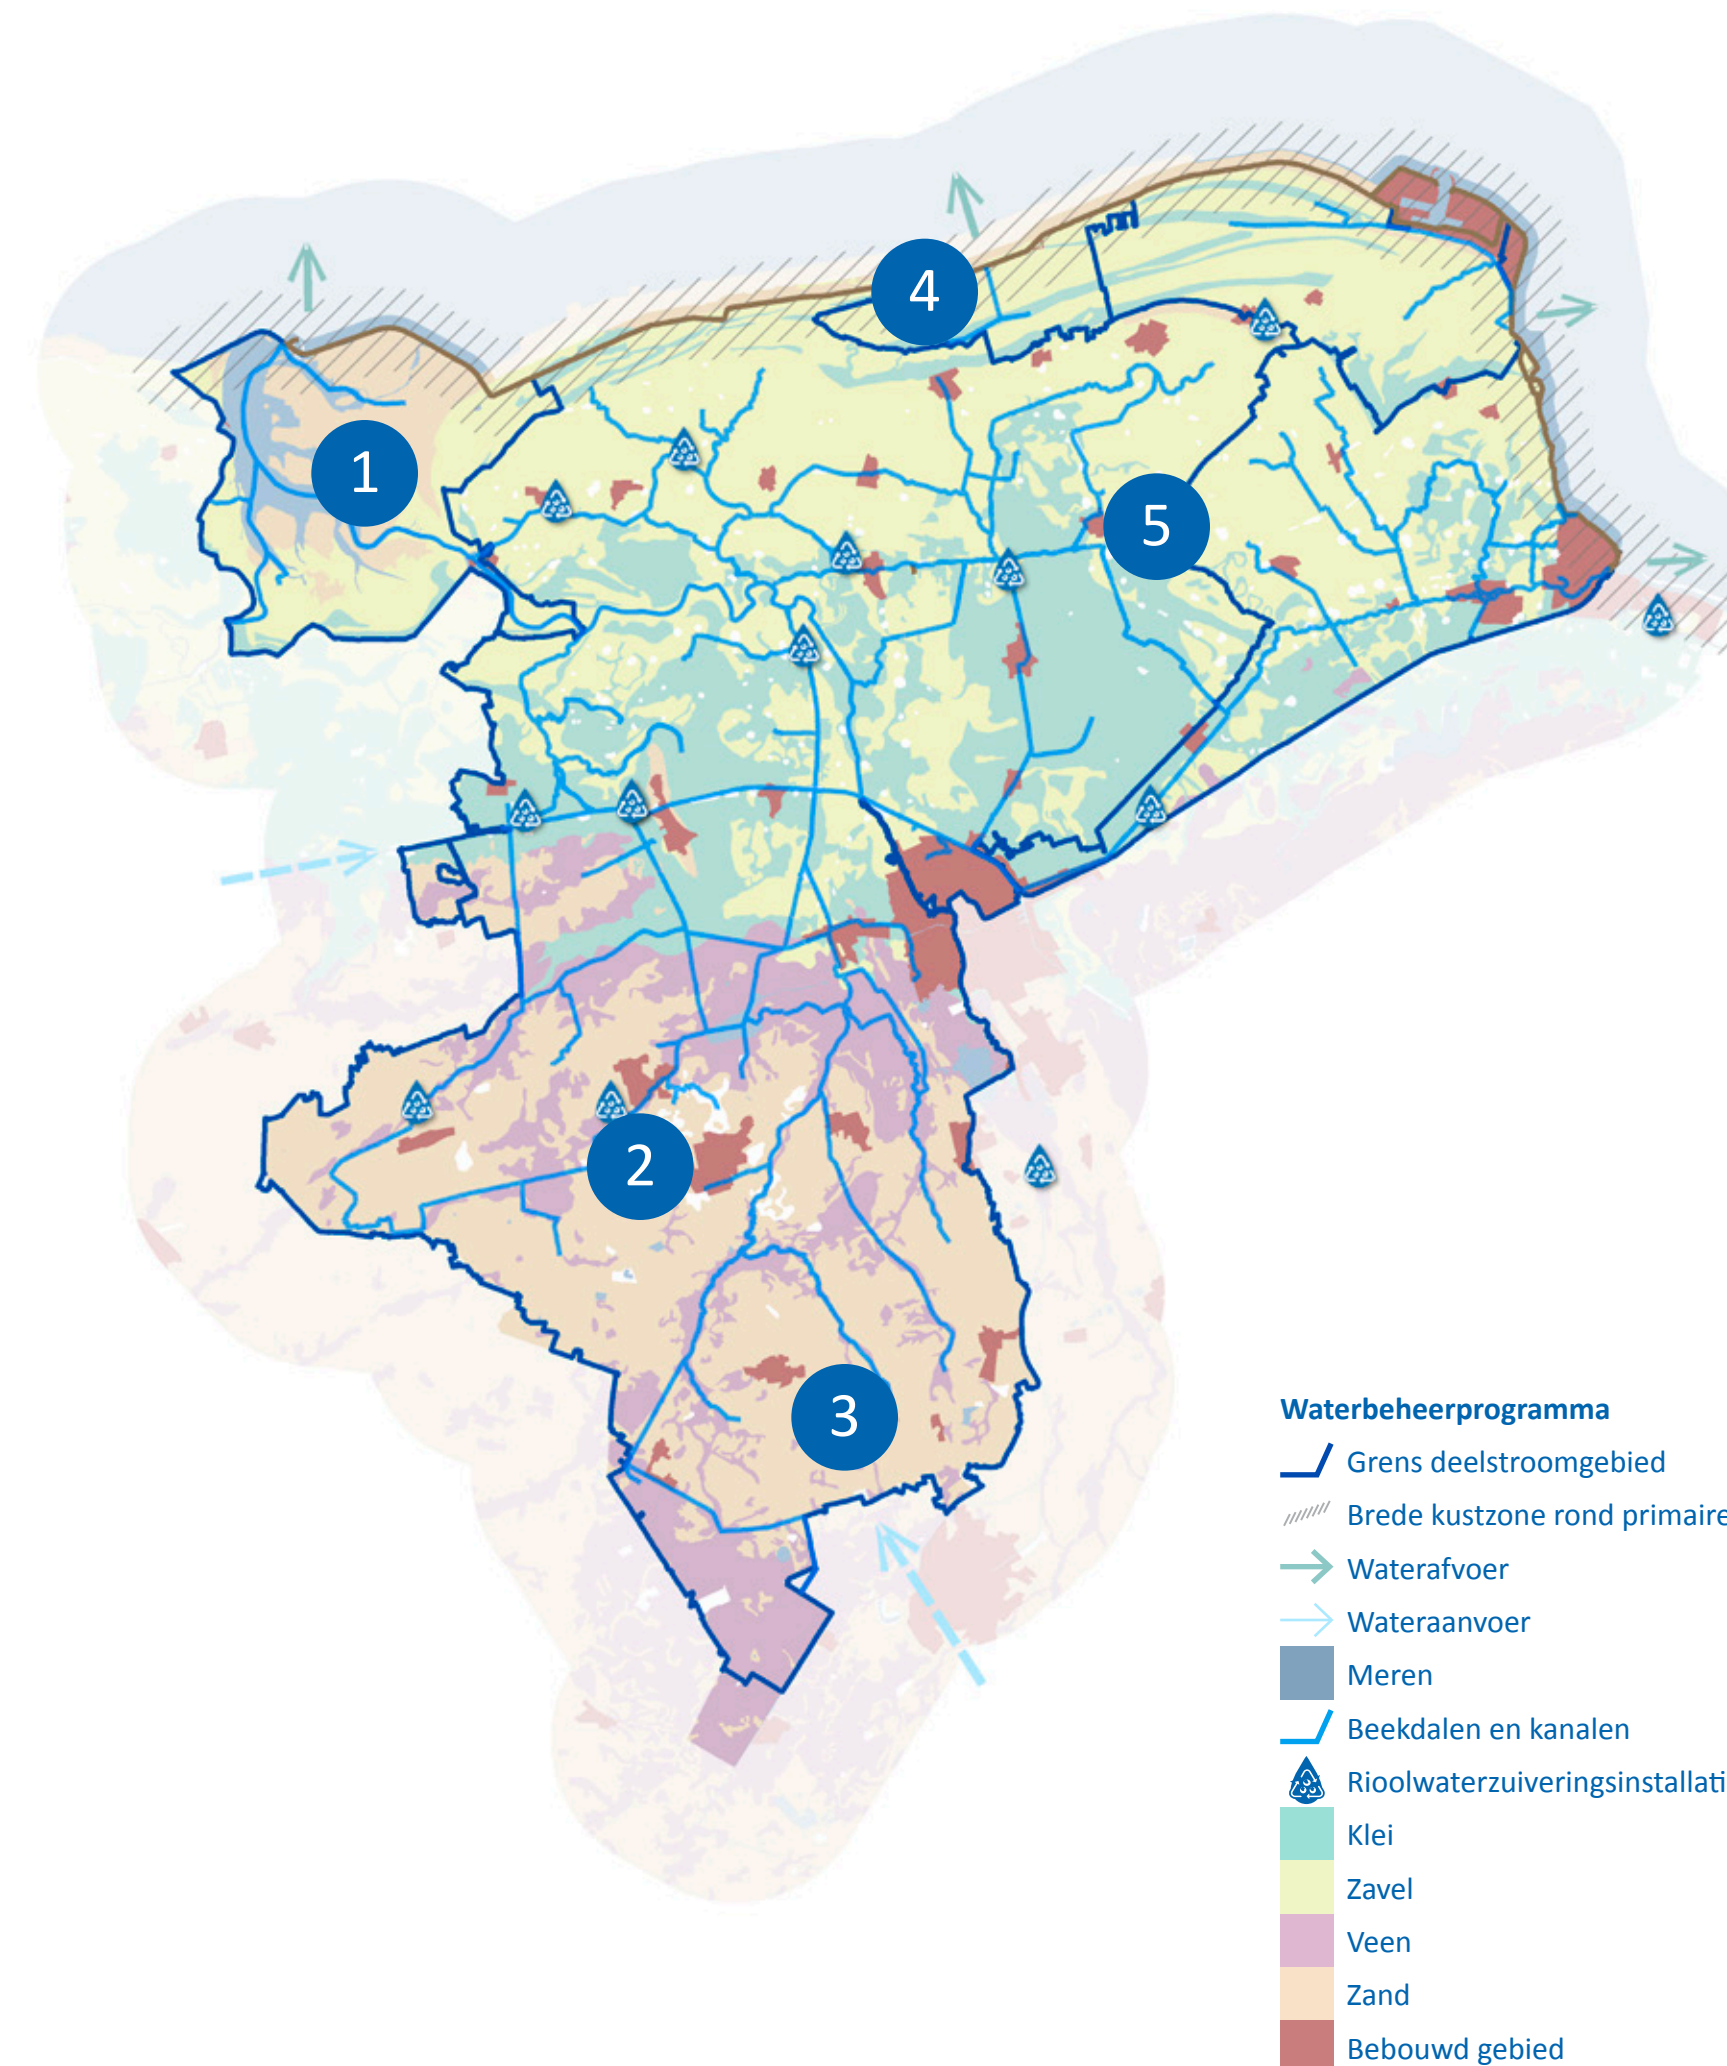 4
1
5
2
3
Waterbeheerprogramma
Grens deelstroomgebied
Brede kustzone rond primaire
Waterafvoer
Wateraanvoer
Meren
Beekdalen en kanalen
Rioolwaterzuiveringsinstallati
Klei
Zavel
Veen
Zand
Bebouwd gebied